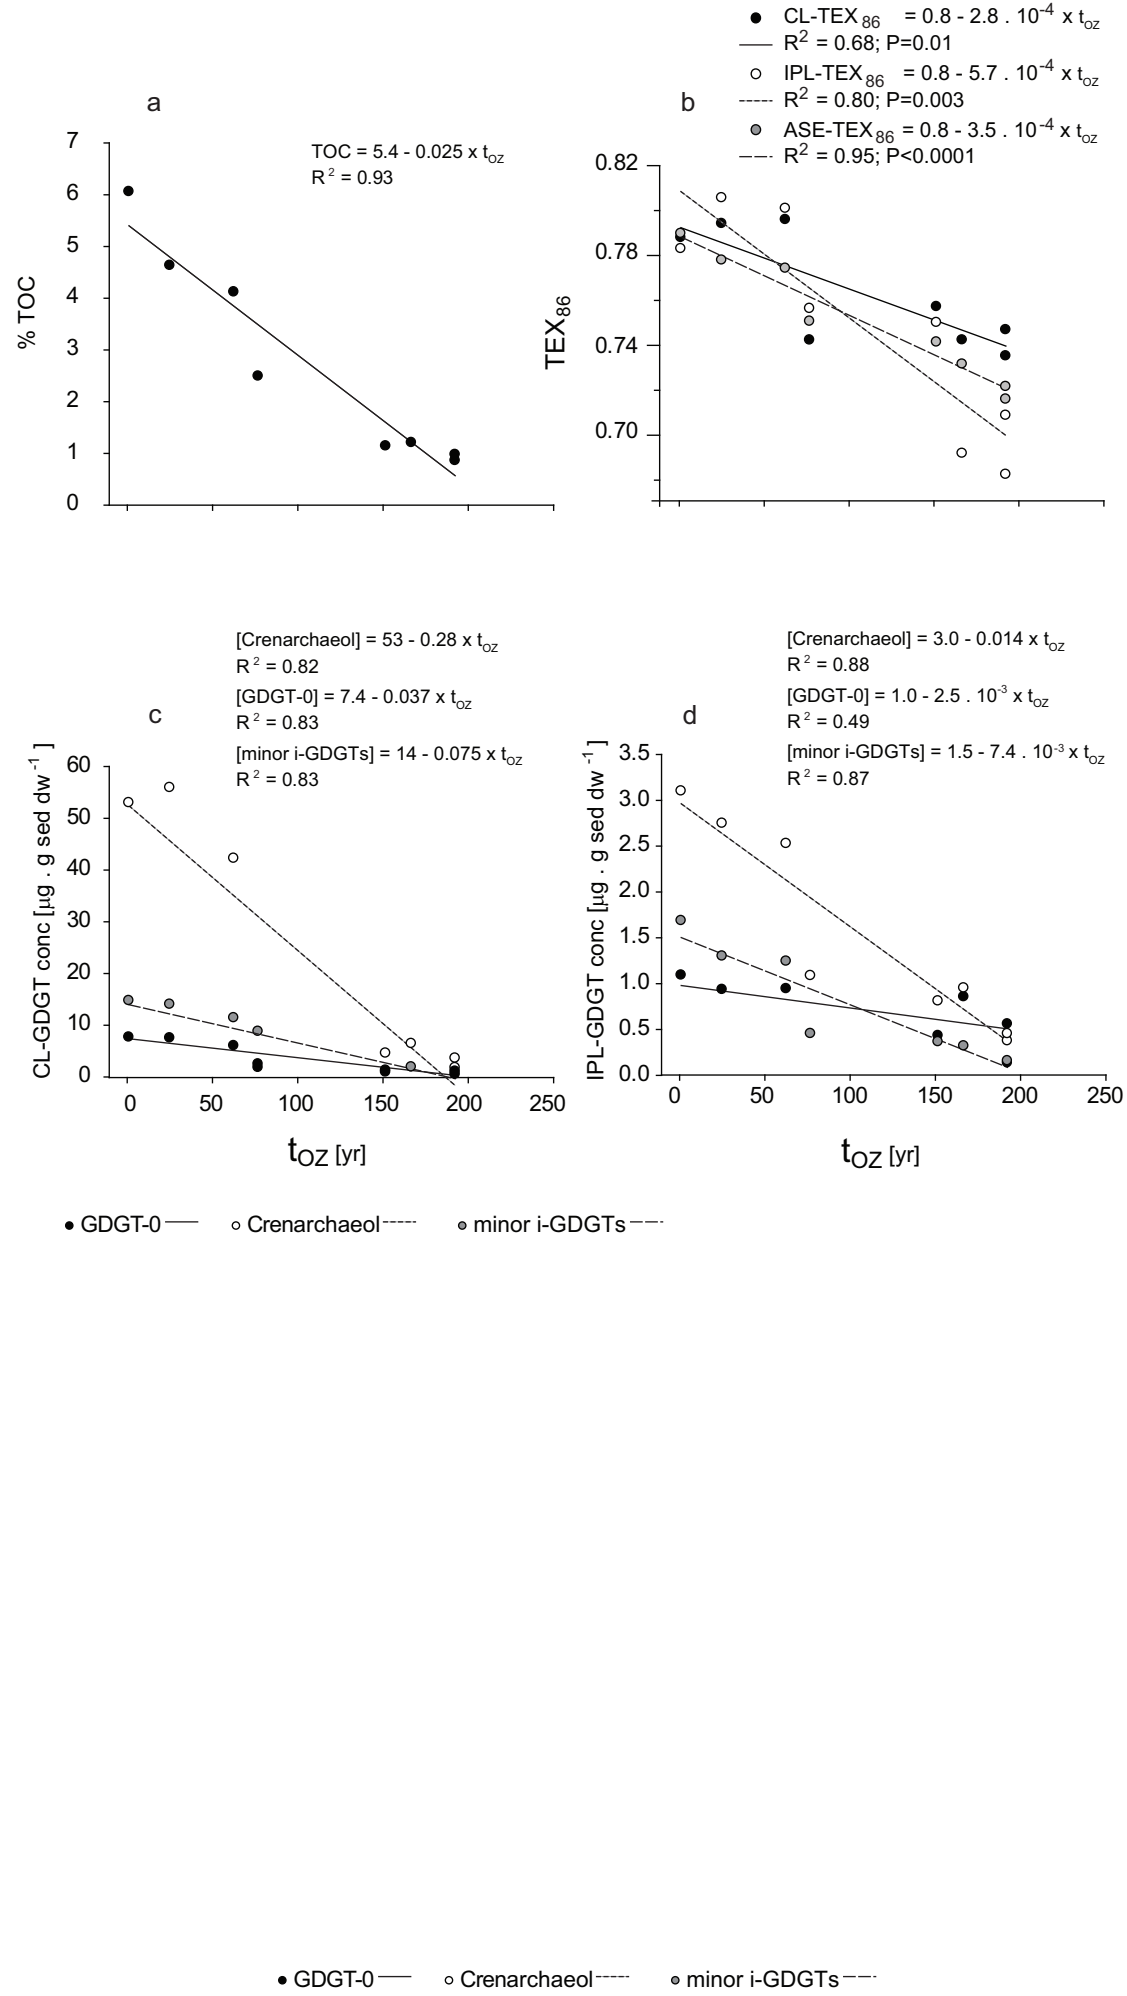 CL-TEX86 = 0.8 - 2.8 . 10-4 x tOZ
R2 = 0.68; P=0.01
IPL-TEX86 = 0.8 - 5.7 . 10-4 x tOZ
R2 = 0.80; P=0.003
ASE-TEX86 = 0.8 - 3.5 . 10-4 x tOZ
R2 = 0.95; P<0.0001
a
TOC = 5.4 - 0.025 x tOZ
R2 = 0.93
7
6
5
4
3
2
1
0
% TOC
b
0.82
0.78
0.74
0.70
TEX86
[Crenarchaeol] = 53 - 0.28 x tOZ
R2 = 0.82
[GDGT-0] = 7.4 - 0.037 x tOZ
R2 = 0.83
[minor i-GDGTs] = 14 - 0.075 x tOZ
R2 = 0.83
c
60
50
40
30
20
10
0
CL-GDGT conc [µg . g sed dw-1]
0 50 100 150 200 250
tOZ [yr]
[Crenarchaeol] = 3.0 - 0.014 x tOZ
R2 = 0.88
[GDGT-0] = 1.0 - 2.5 . 10-3 x tOZ
R2 = 0.49
[minor i-GDGTs] = 1.5 - 7.4 . 10-3 x tOZ
R2 = 0.87
d
3.5
3.0
2.5
2.0
1.5
1.0
0.5
0.0
IPL-GDGT conc [µg . g sed dw-1]
0 50 100 150 200 250
tOZ [yr]
GDGT-0 Crenarchaeol minor i-GDGTs
GDGT-0 Crenarchaeol minor i-GDGTs